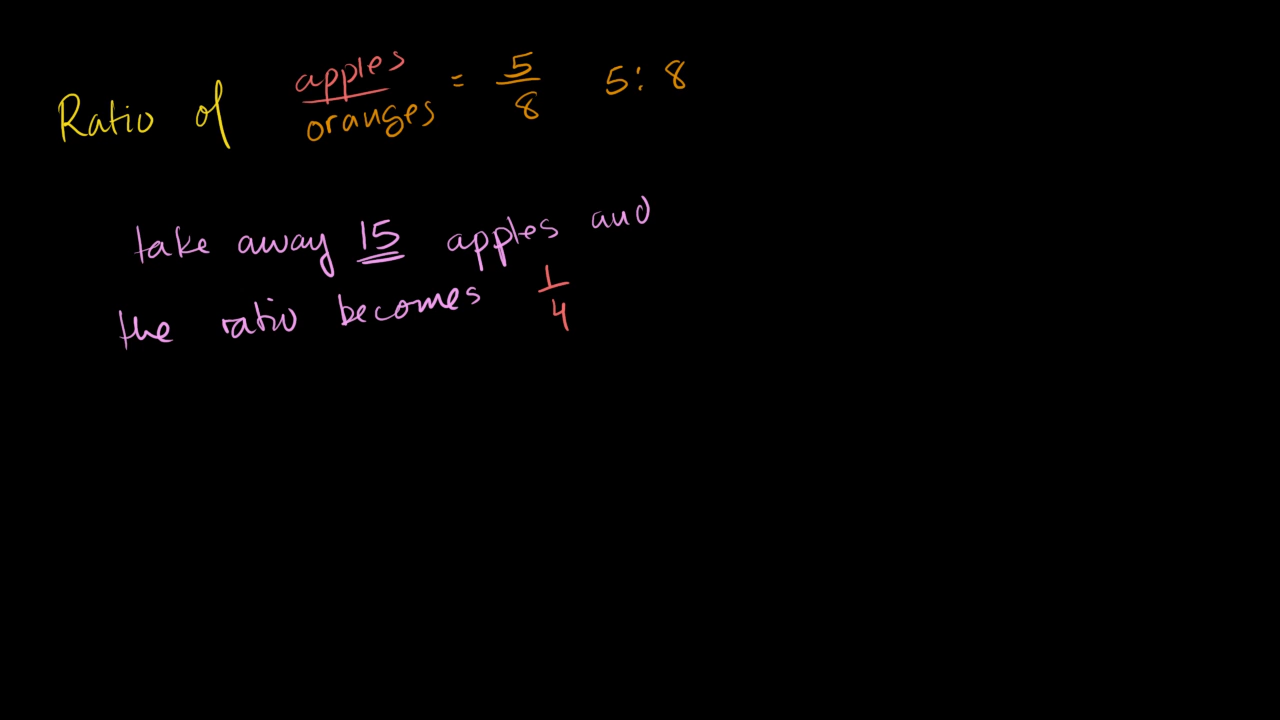 Ratio of apples/oranges = 5/8 5:8
take away 15 apples and
the ratio becomes 1/4